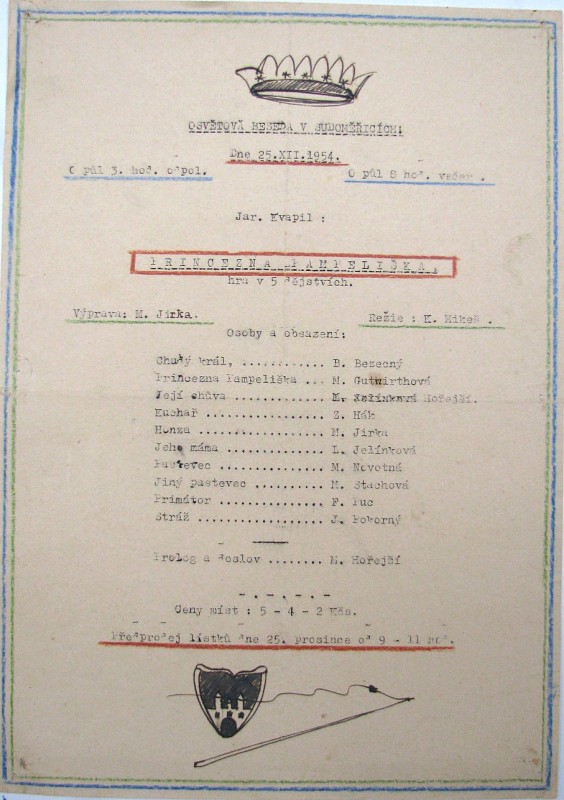 OSVĚTOVÁ BESEDA V SUDOMĚŘICÍCH:
Dne 25.XII.1954.
O půl 3. hod. odpol. O půl 8 hod. večer.
Jar. Kvapil :
PRINCEZNA PAMPELIŠKA.
hra v 5 dějstvích.
Výprava: M. Jirka. Režie : K. Mikeš .
Osoby a obsazení:
Chudý král, ............ B. Bezecný
Princezna Pampeliška ... M. Gutwirthová
Její chůva .............. Hořejší.
Kuchař .................. Z. Hák
Honza .................. M. Jirka
Jeho máma ............... L. Jelínková
Pastevec ............... M. Novotná
Jiný pastevec .......... M. Stachová
Primátor ............... F. Puc
Stráž .................. J. Pokorný
Prolog a doslov ........ M. Hořejčí
Ceny míst : 5 - 4 - 2 Kčs.
Předprodej lístků dne 25. prosince od 9 - 11 hod.